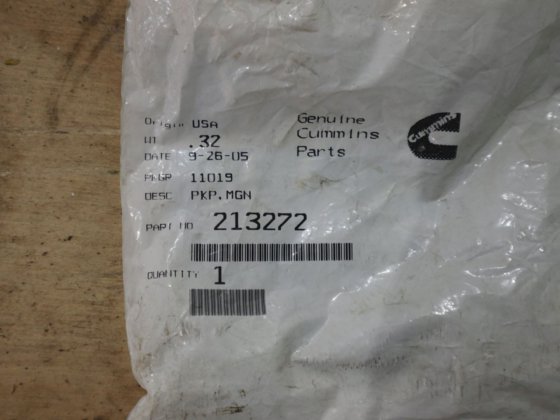 Origin USA
WT .32
DATE 9-26-05
PKGR 11019
DESC PKP,MGN
PART NO 213272
QUANTITY 1
Genuine
Cummins
Parts
Cummins